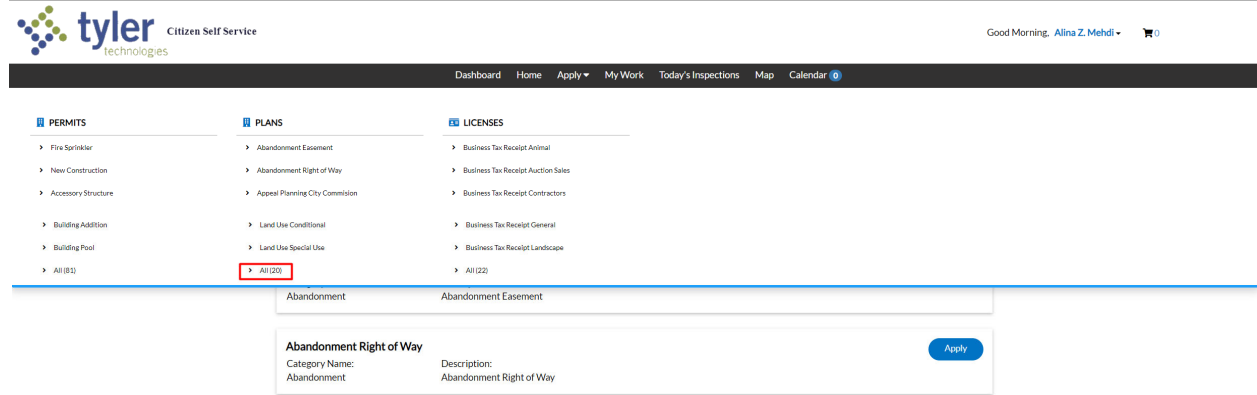 tyler technologies Citizen Self Service
Good Morning, Alina Z. Mehdi 0
Dashboard Home Apply My Work Today's Inspections Map Calendar 0
PERMITS PLANS LICENSES
Fire Sprinkler Abandonment Easement Business Tax Receipt Animal
New Construction Abandonment Right of Way Business Tax Receipt Auction Sales
Accessory Structure Appeal Planning City Commision Business Tax Receipt Contractors
Building Addition Land Use Conditional Business Tax Receipt General
Building Pool Land Use Special Use Business Tax Receipt Landscape
All (81) All (20) All (22)
Abandonment Abandonment Easement
Abandonment Right of Way Apply
Category Name: Description:
Abandonment Abandonment Right of Way